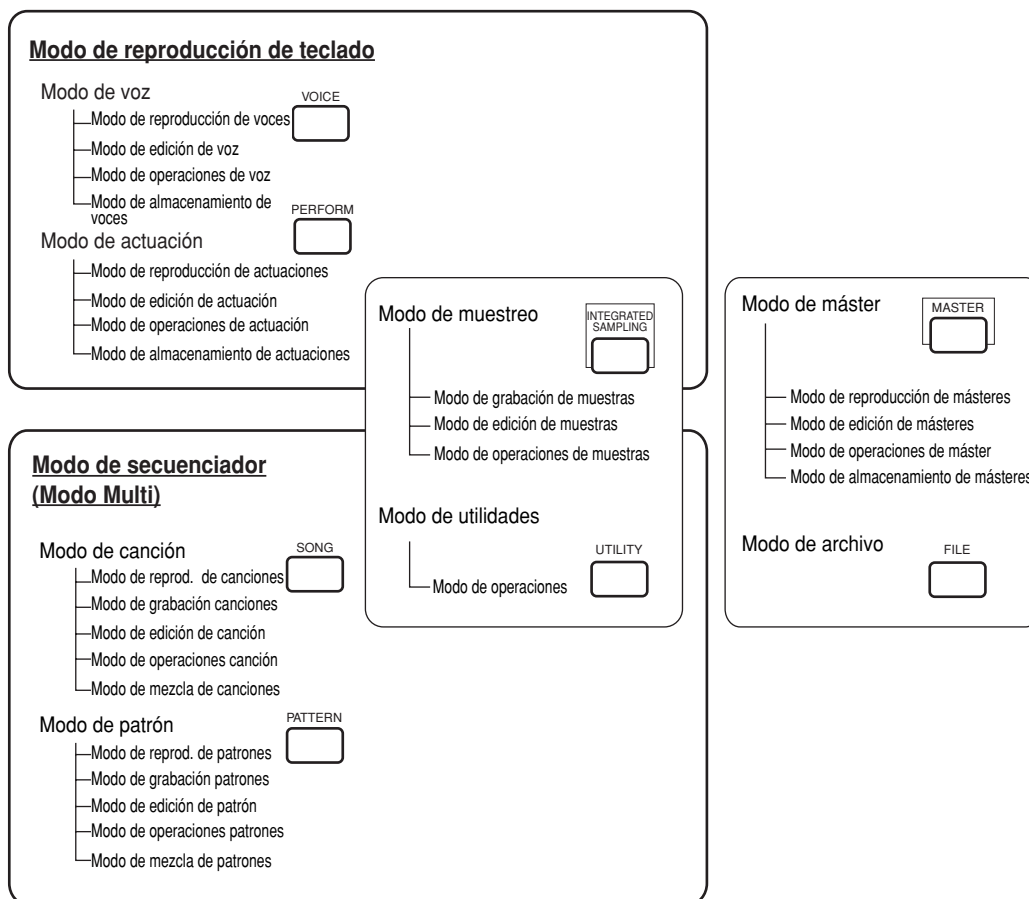 Modo de reproducción de teclado
Modo de voz
VOICE
Modo de reproducción de voces
Modo de edición de voz
Modo de operaciones de voz
Modo de almacenamiento de
voces
PERFORM
Modo de actuación
Modo de reproducción de actuaciones
Modo de edición de actuación
Modo de operaciones de actuación
Modo de almacenamiento de actuaciones
Modo de muestreo
INTEGRATED
SAMPLING
Modo de grabación de muestras
Modo de edición de muestras
Modo de operaciones de muestras
Modo de utilidades
UTILITY
Modo de operaciones
Modo de máster
MASTER
Modo de reproducción de másteres
Modo de edición de másteres
Modo de operaciones de máster
Modo de almacenamiento de másteres
Modo de archivo
FILE
Modo de secuenciador
(Modo Multi)
Modo de canción
SONG
Modo de reprod. de canciones
Modo de grabación canciones
Modo de edición de canción
Modo de operaciones canción
Modo de mezcla de canciones
Modo de patrón
PATTERN
Modo de reprod. de patrones
Modo de grabación patrones
Modo de edición de patrón
Modo de operaciones patrones
Modo de mezcla de patrones